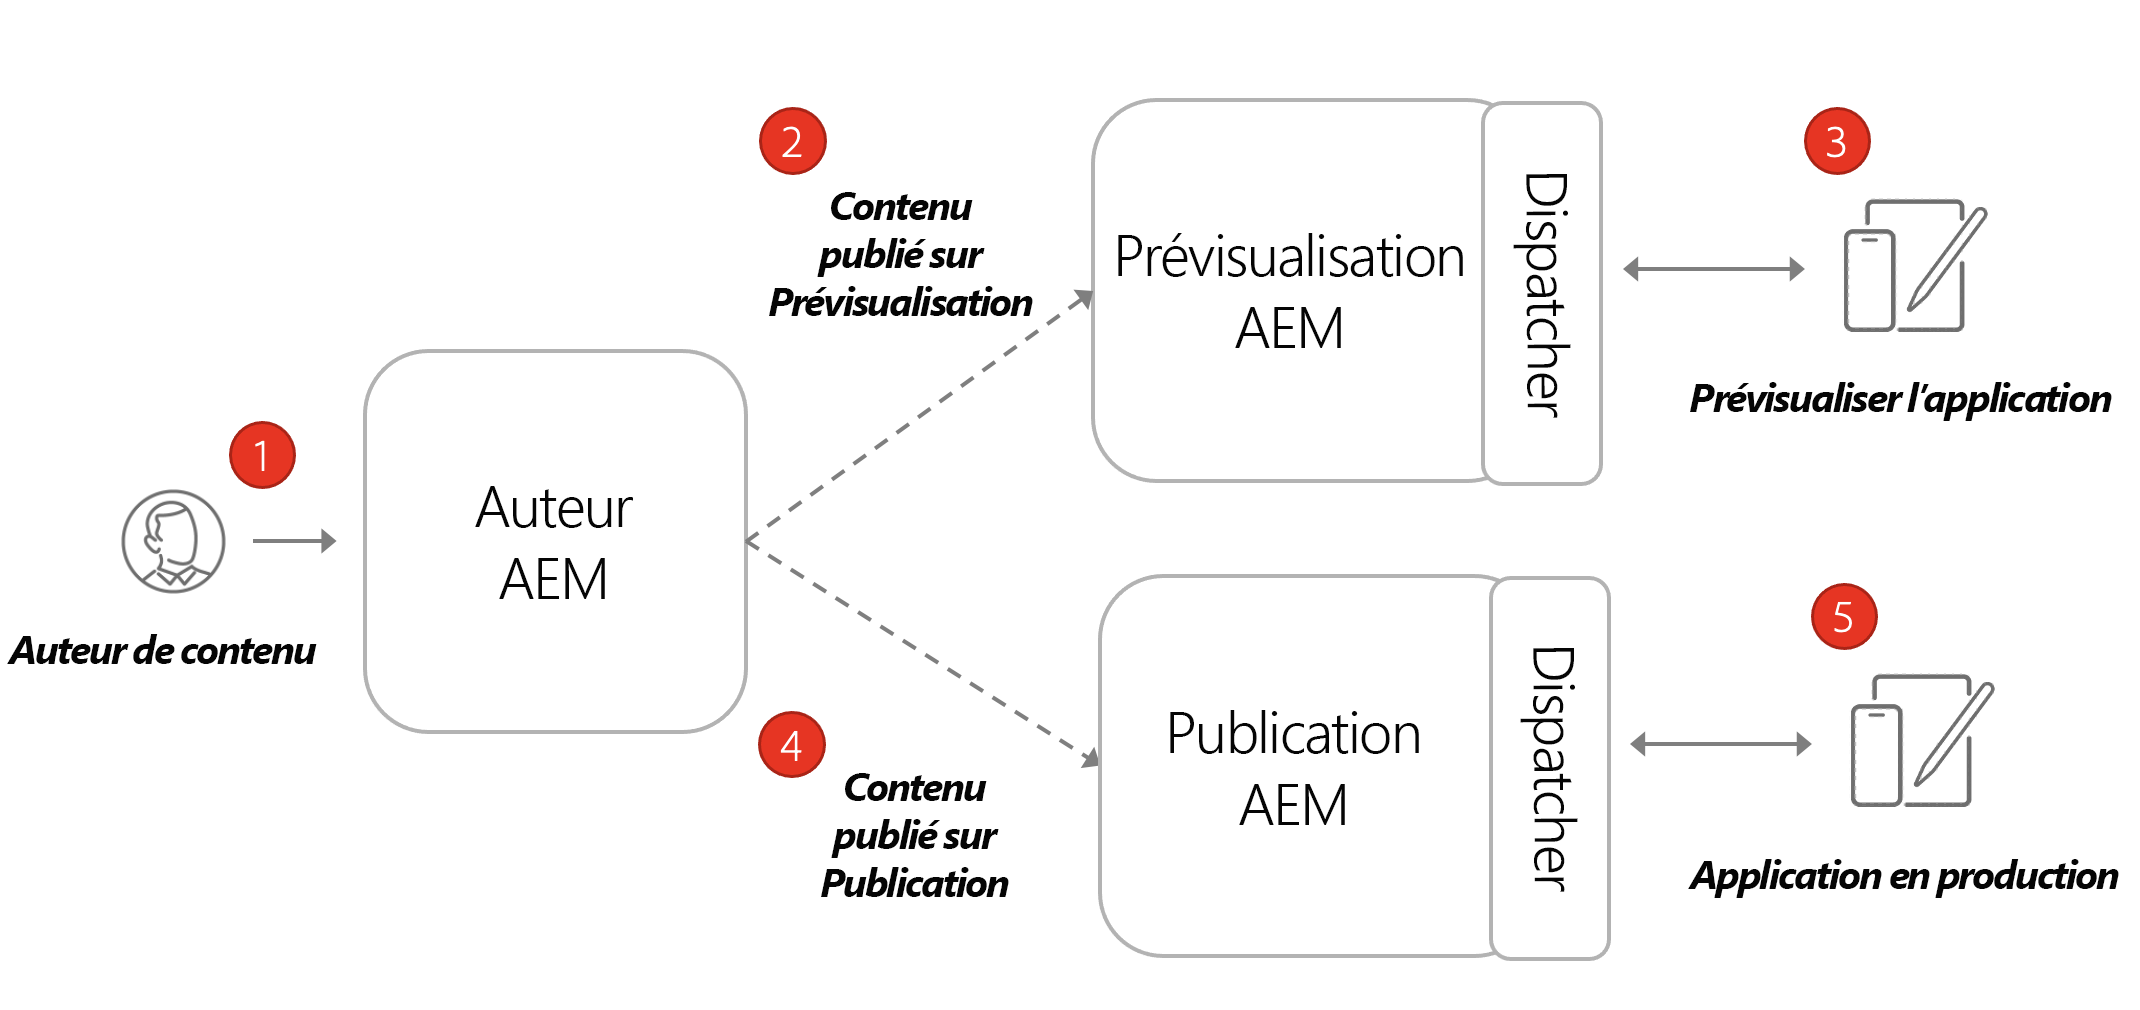 1
Auteur de contenu
Auteur
AEM
2
Contenu
publié sur
Prévisualisation
Prévisualisation
AEM
Dispatcher
3
Prévisualiser l'application
4
Contenu
publié sur
Publication
Publication
AEM
Dispatcher
5
Application en production